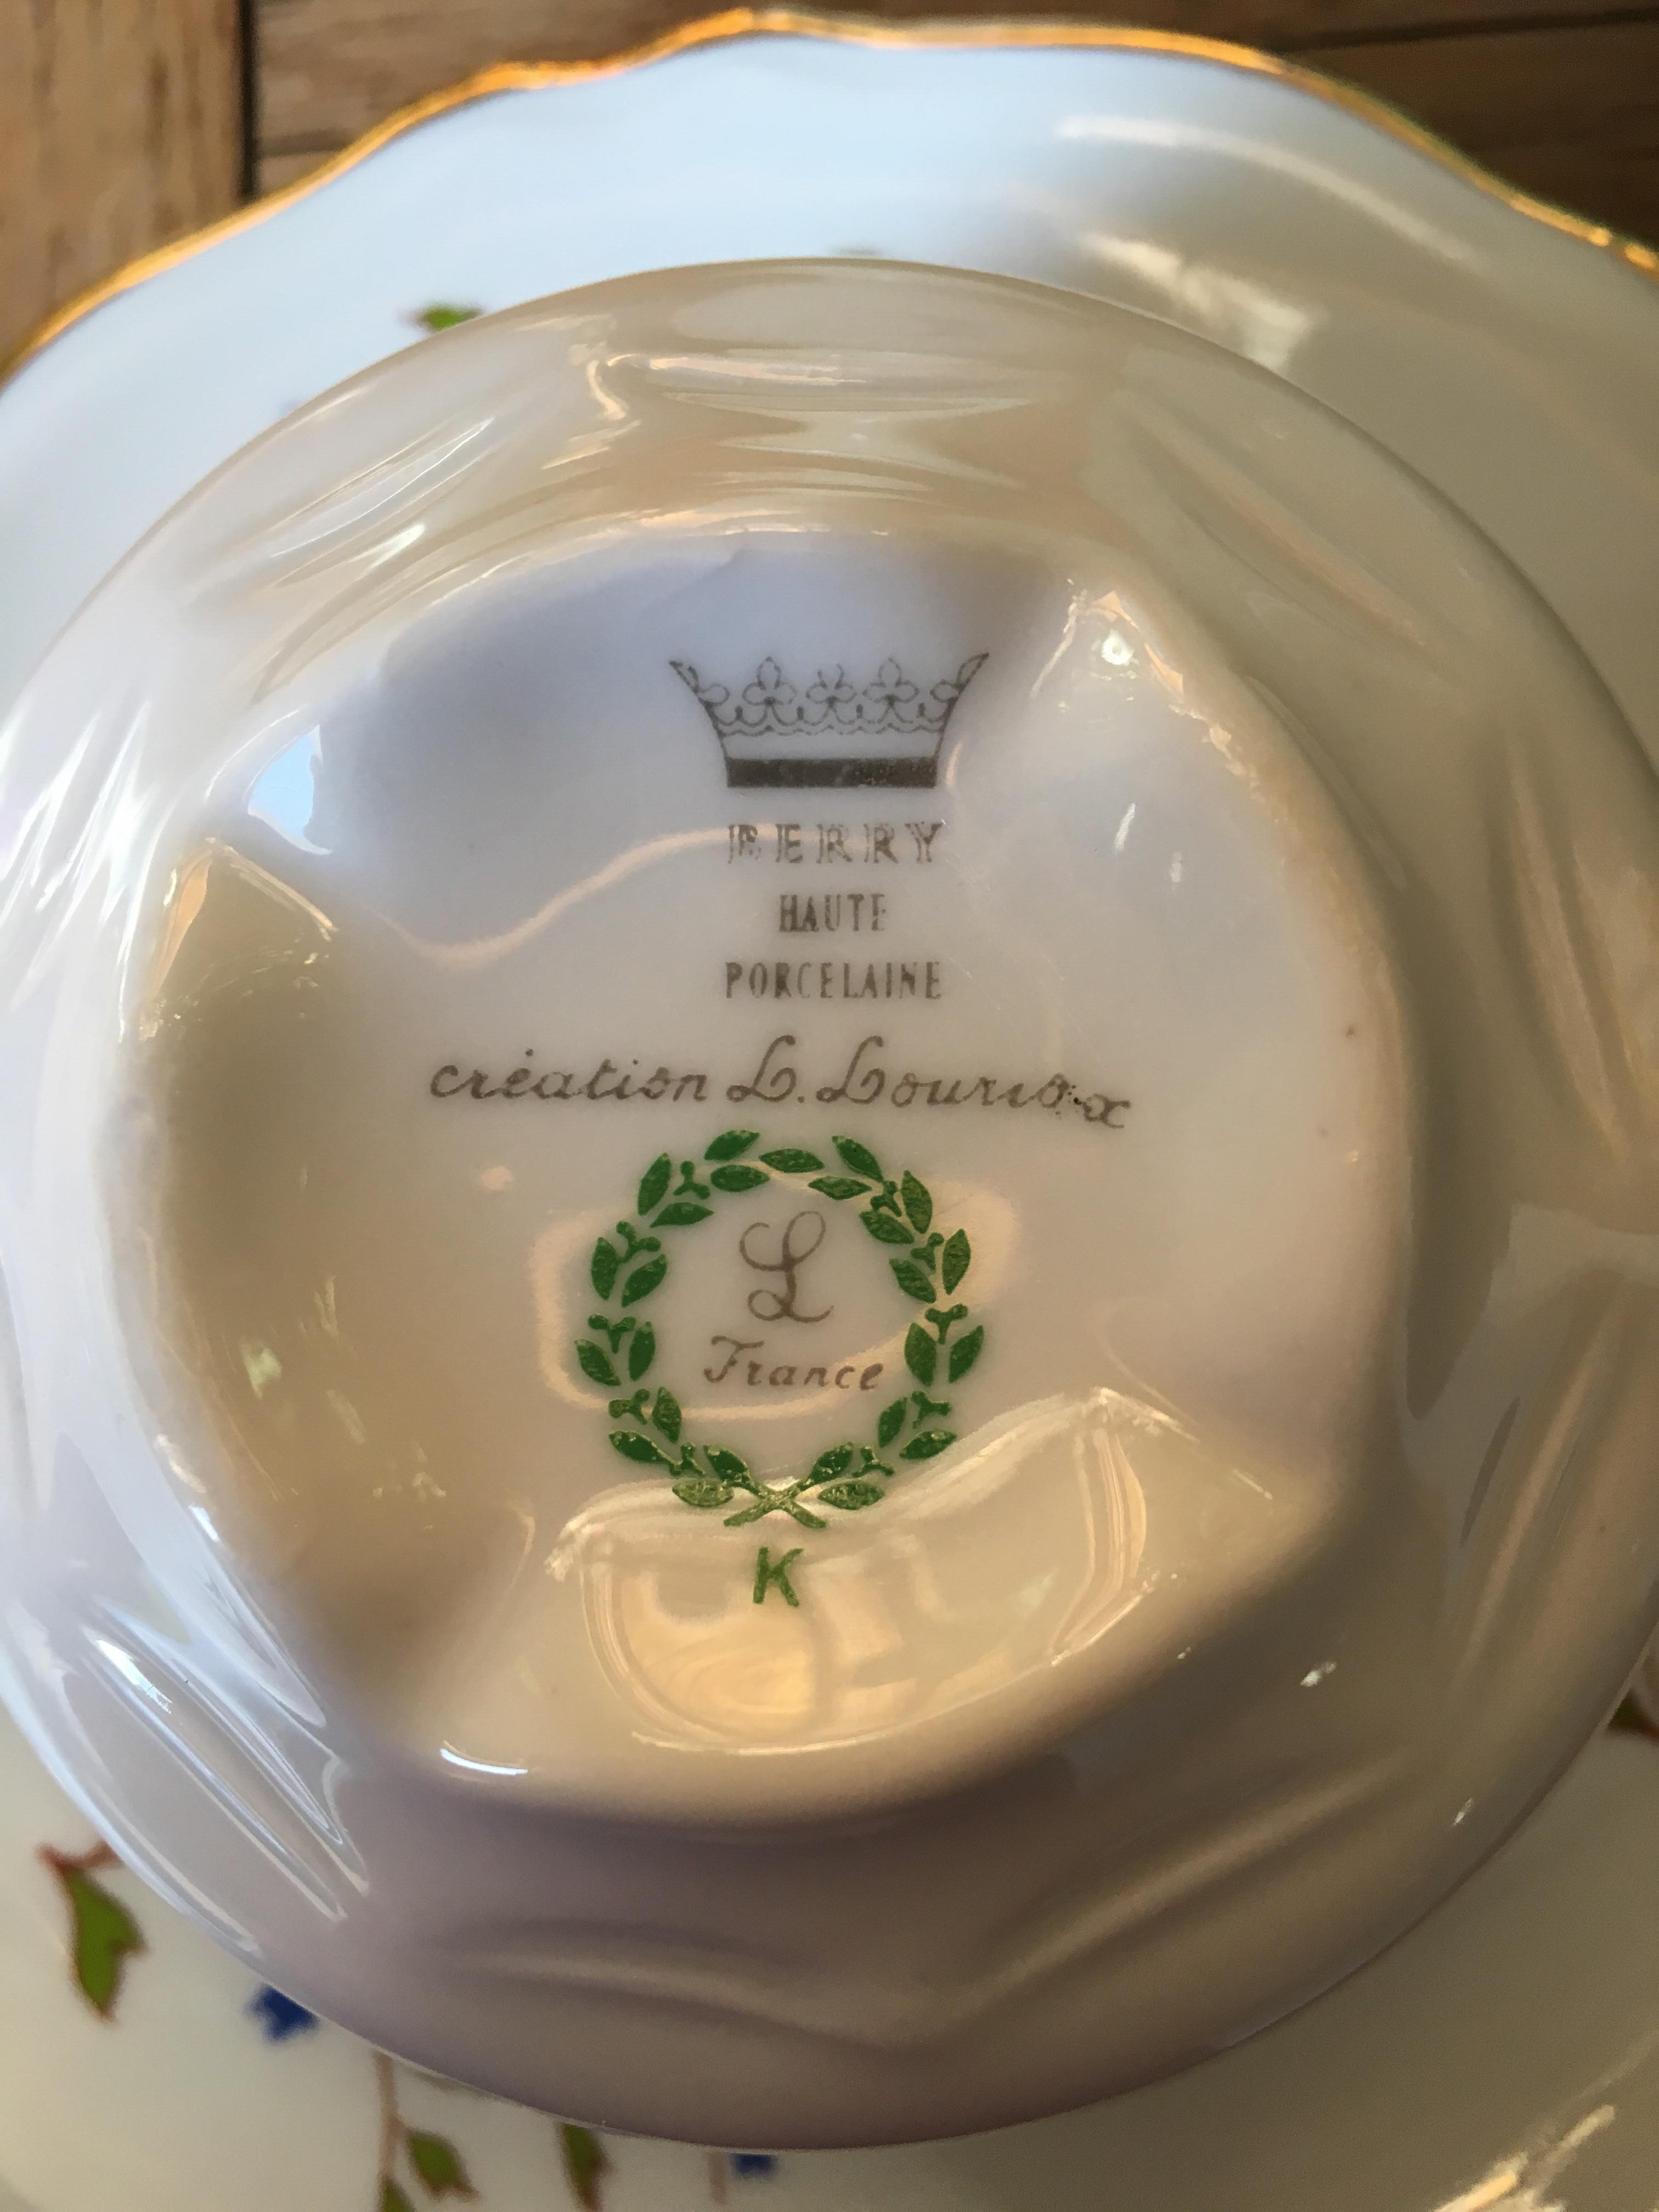 BERRY
HAUTE
PORCELAINE
création L. Lourioux
L
France
K